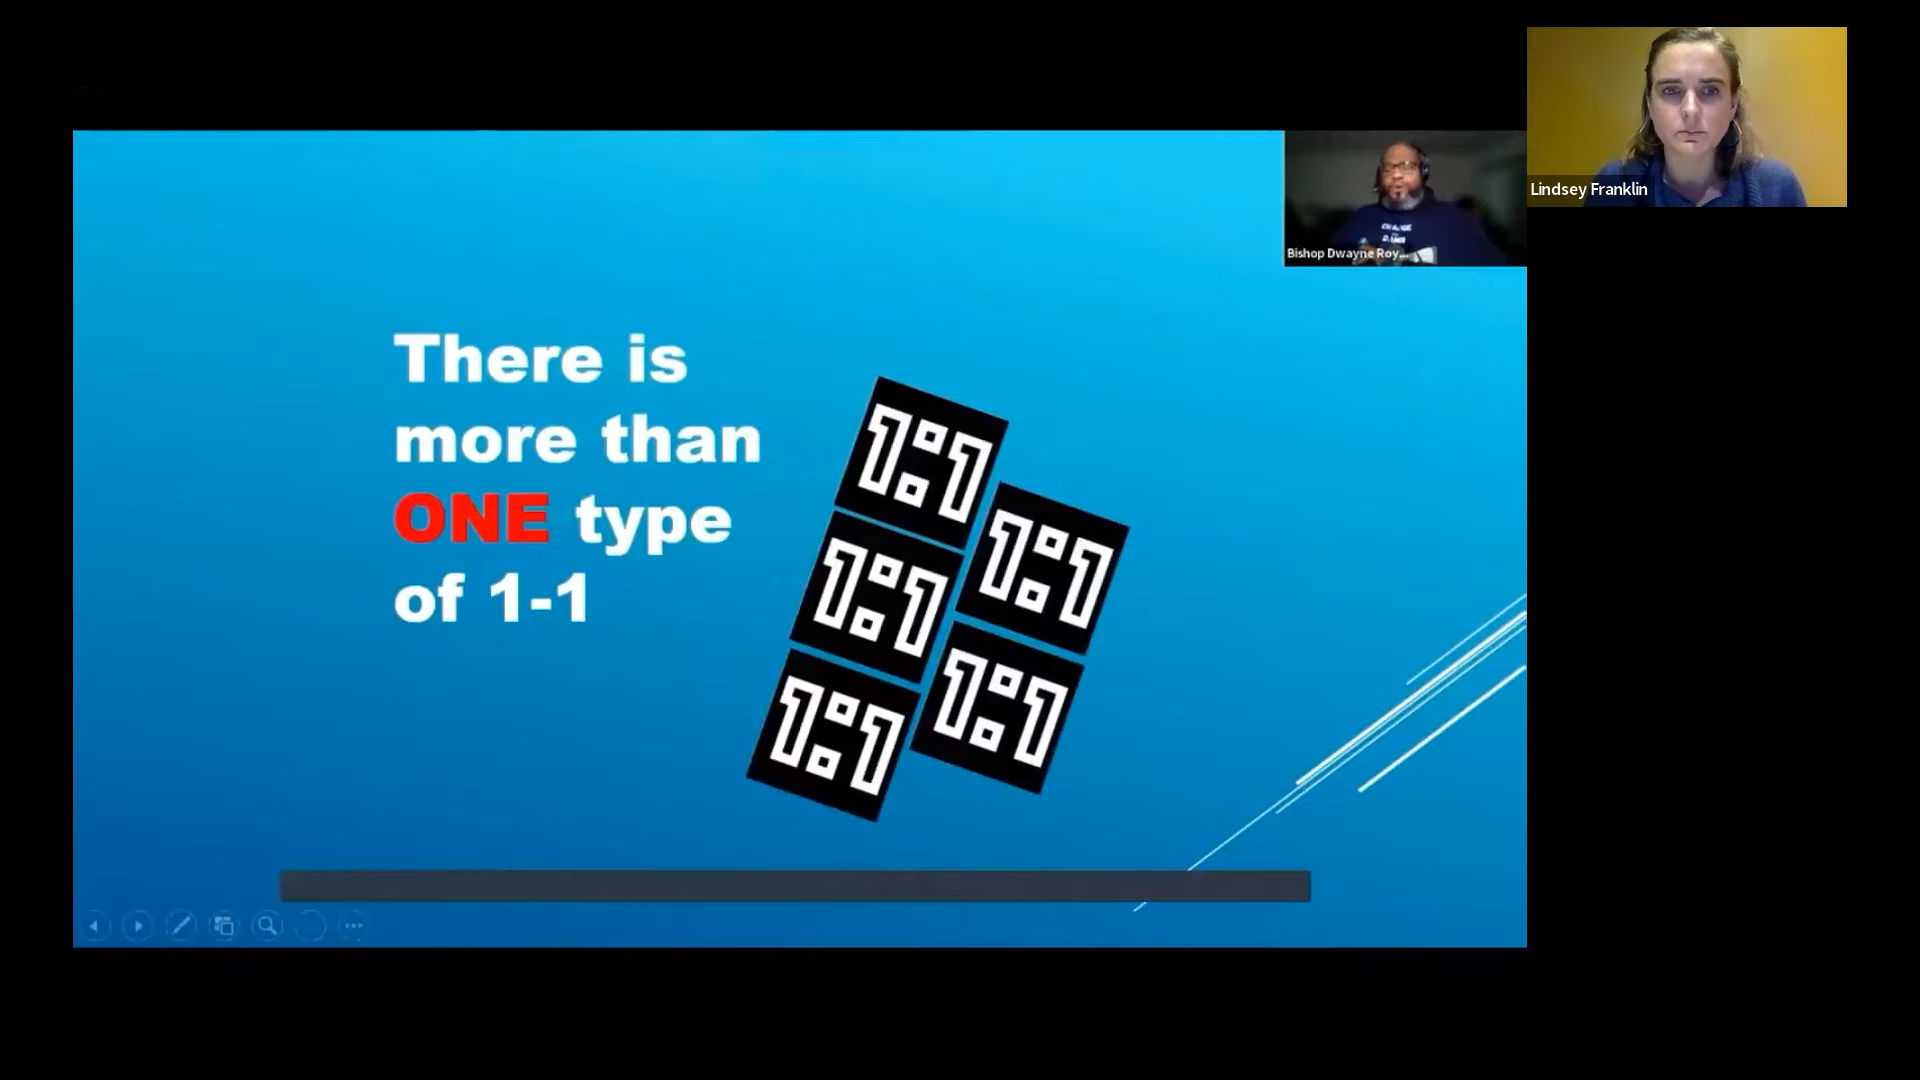 Lindsey Franklin
Bishop Dwayne Roy...
There is
more than
ONE type
of 1-1
1:1
1:1
1:1
1:1
1:1